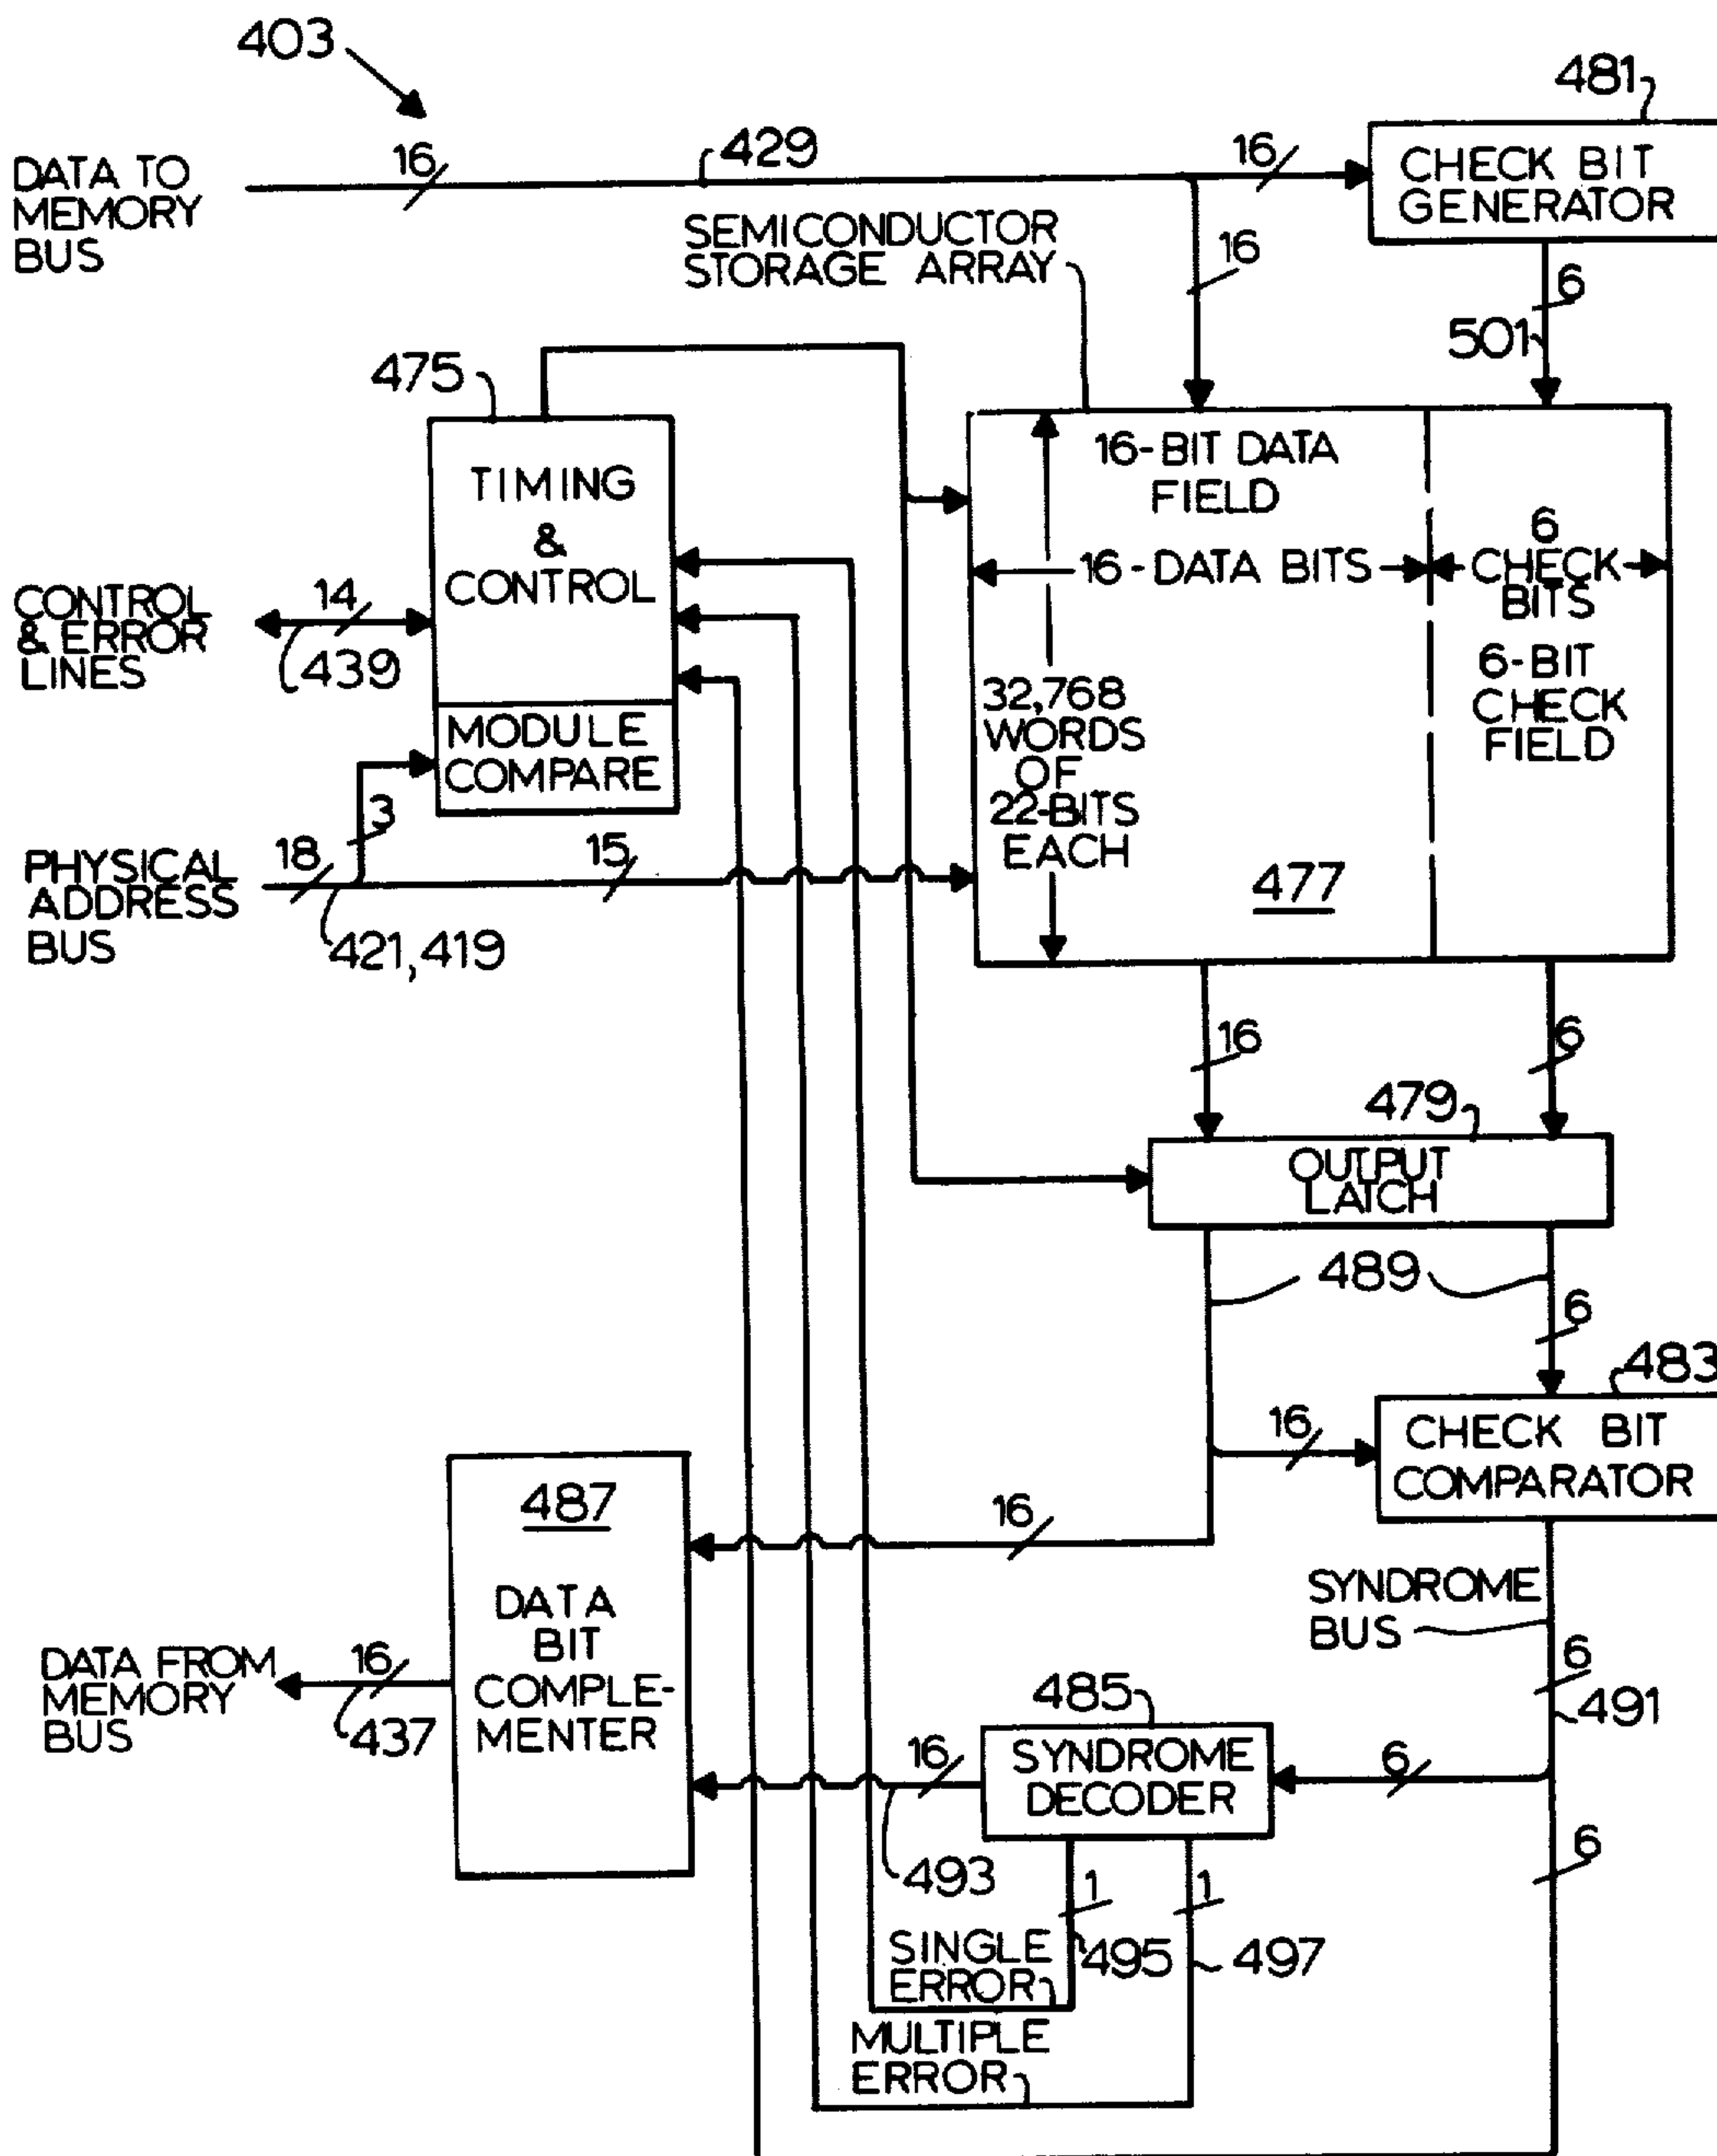 403
481
DATA TO
MEMORY
BUS
16
429
16
CHECK BIT
GENERATOR
SEMICONDUCTOR
STORAGE ARRAY
16
6
501
475
TIMING
&
CONTROL
16-BIT DATA
FIELD
16-DATA BITS
6
CHECK
BITS
CONTROL
& ERROR
LINES
14
439
6-BIT
CHECK
FIELD
32,768
WORDS
OF
22-BITS
EACH
MODULE
COMPARE
3
PHYSICAL
ADDRESS
BUS
18
15
477
421,419
16
6
479
OUTPUT
LATCH
489
6
483
16
CHECK BIT
COMPARATOR
487
16
SYNDROME
BUS
DATA
BIT
COMPLE-
MENTER
DATA FROM
MEMORY
BUS
16
437
6
491
485
16
SYNDROME
DECODER
6
493
6
1
1
SINGLE
ERROR
495
497
MULTIPLE
ERROR